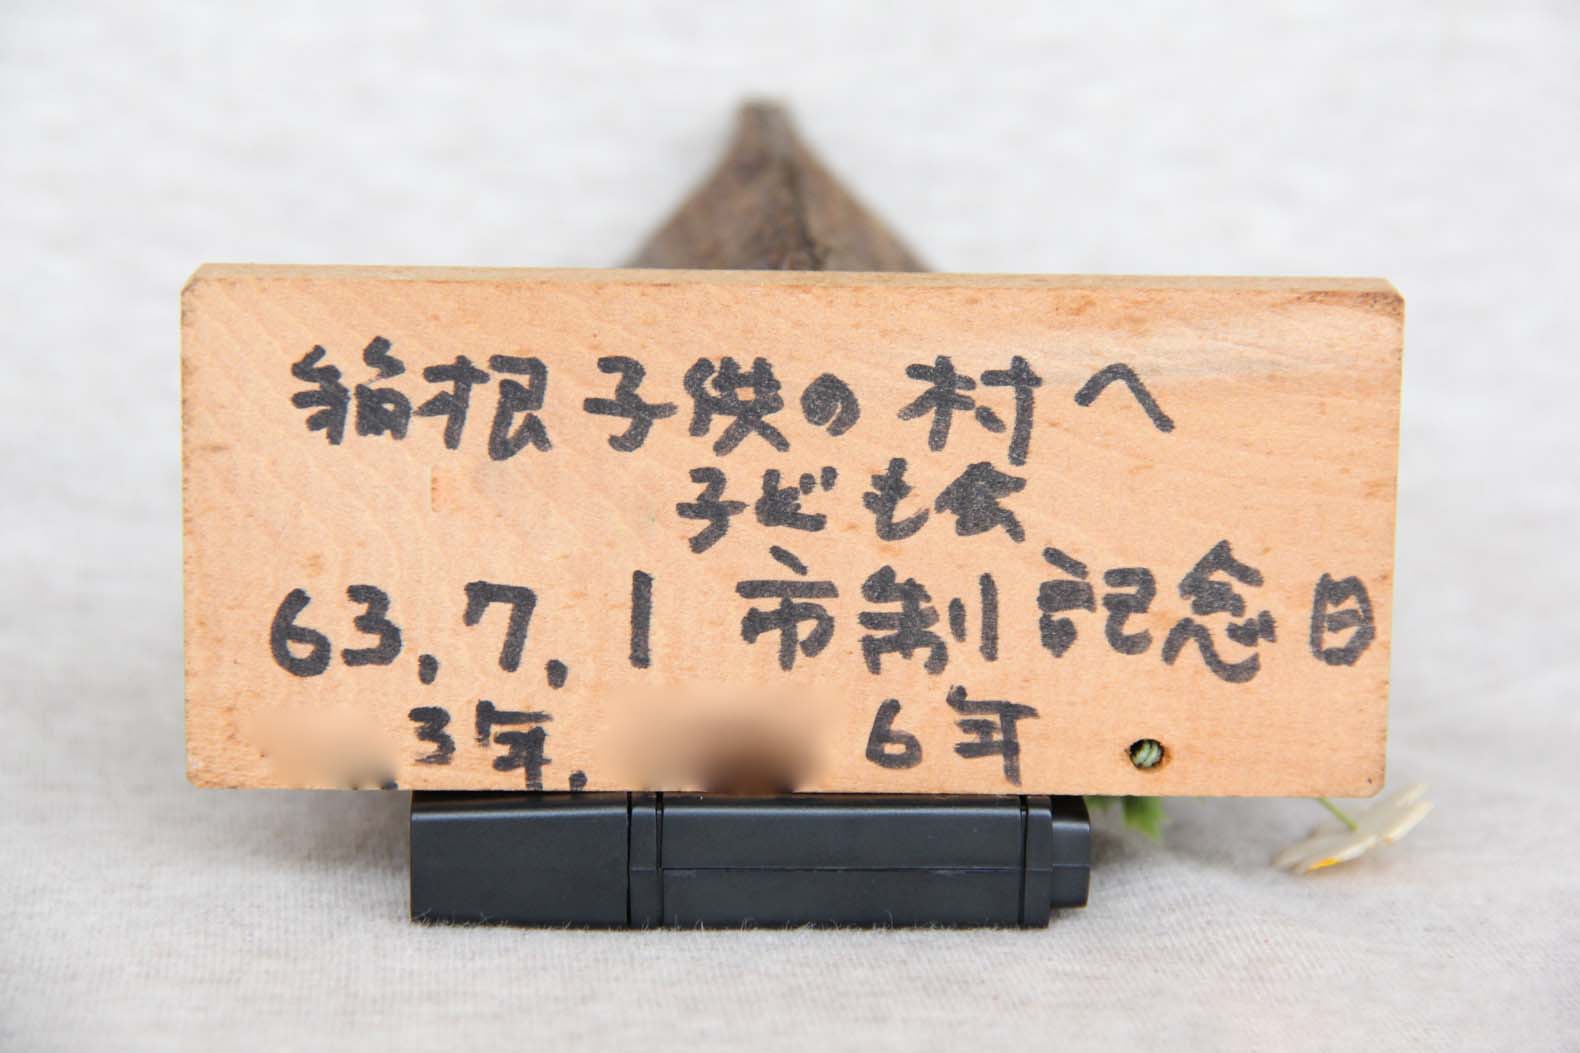 箱根子供の村へ
子ども会
63.7.1 市制記念日
3年. 6年